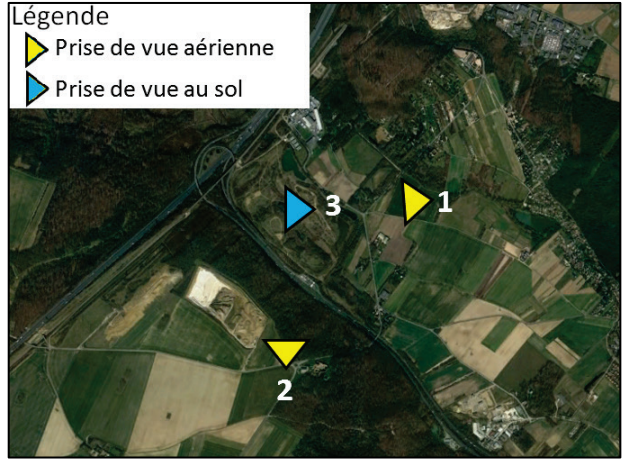 Légende
Prise de vue aérienne
Prise de vue au sol
3
1
2